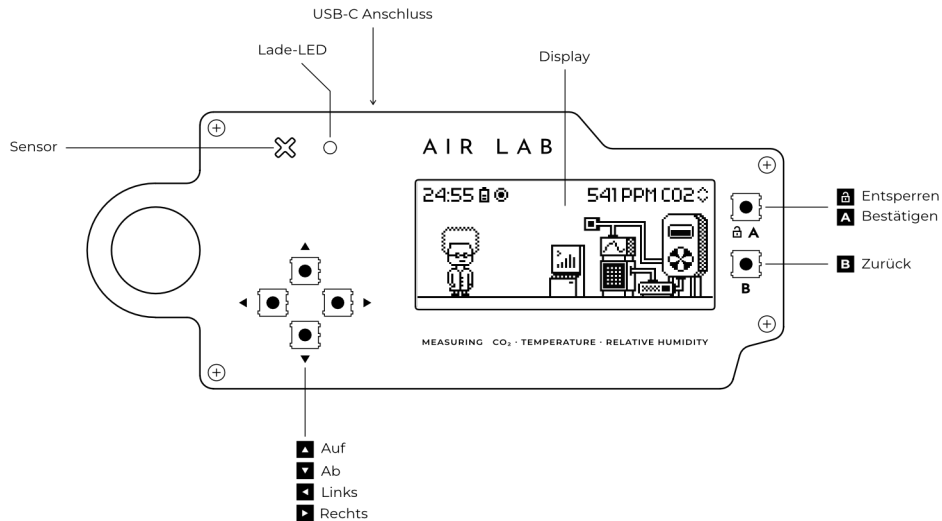 USB-C Anschluss
Lade-LED
Display
Sensor
AIR LAB
24:55 541 PPM CO2
Entsperren
A Bestätigen
A
B Zurück
B
MEASURING CO₂ · TEMPERATURE · RELATIVE HUMIDITY
Auf
Ab
Links
Rechts